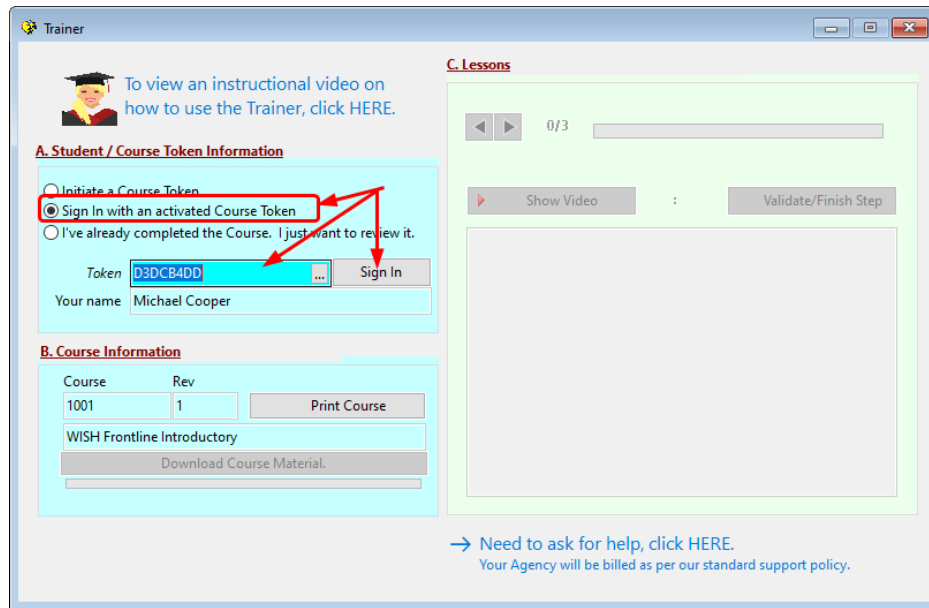 Trainer
To view an instructional video on
how to use the Trainer, click HERE.
A. Student / Course Token Information
Initiate a Course Token
Sign In with an activated Course Token
I've already completed the Course. I just want to review it.
Token D3DCB4DD ... Sign In
Your name Michael Cooper
B. Course Information
Course Rev
1001 1 Print Course
WISH Frontline Introductory
Download Course Material.
C. Lessons
0/3
Show Video : Validate/Finish Step
Need to ask for help, click HERE.
Your Agency will be billed as per our standard support policy.